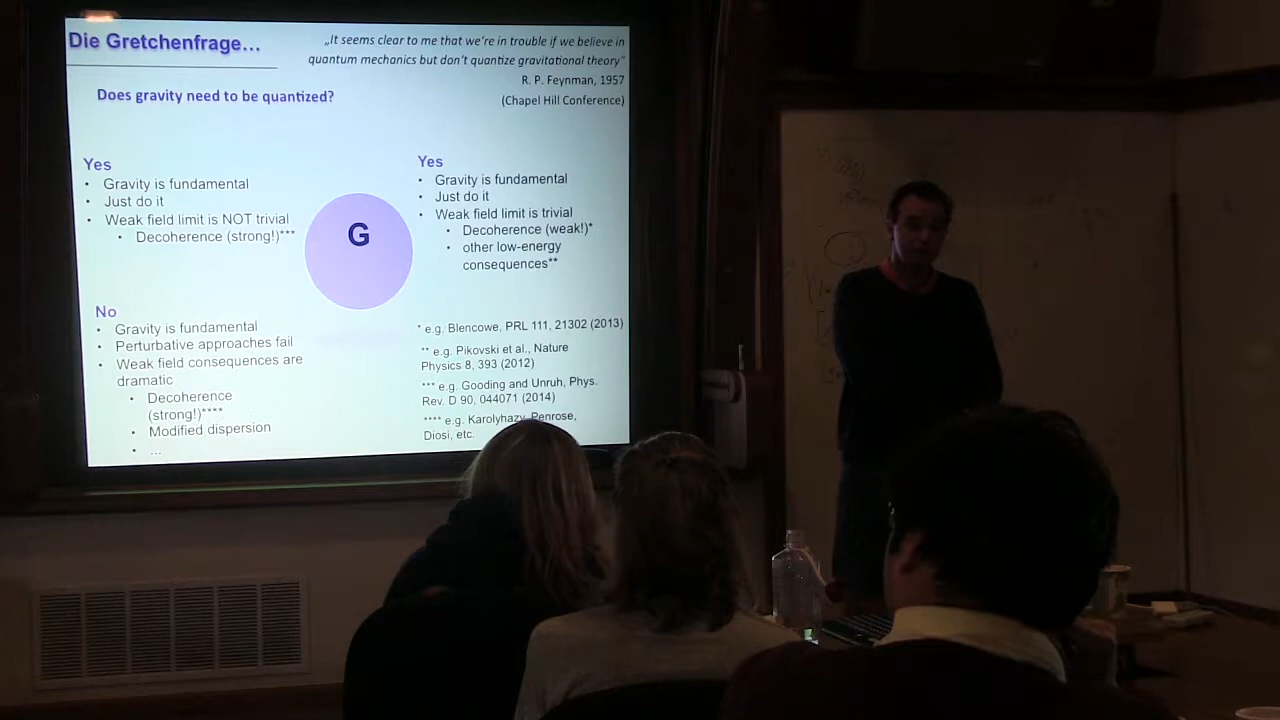 Die Gretchenfrage...
„It seems clear to me that we're in trouble if we believe in
quantum mechanics but don't quantize gravitational theory"
R. P. Feynman, 1957
(Chapel Hill Conference)
Does gravity need to be quantized?
Yes
• Gravity is fundamental
• Just do it
• Weak field limit is NOT trivial
• Decoherence (strong!)***
G
Yes
• Gravity is fundamental
• Just do it
• Weak field limit is trivial
• Decoherence (weak!)*
• other low-energy
consequences**
No
• Gravity is fundamental
• Perturbative approaches fail
• Weak field consequences are
dramatic
• Decoherence
(strong!)****
• Modified dispersion
• ...
* e.g. Blencowe, PRL 111, 21302 (2013)
** e.g. Pikovski et al., Nature
Physics 8, 393 (2012)
*** e.g. Gooding and Unruh, Phys.
Rev. D 90, 044071 (2014)
**** e.g. Karolyhazy, Penrose,
Diosi, etc.